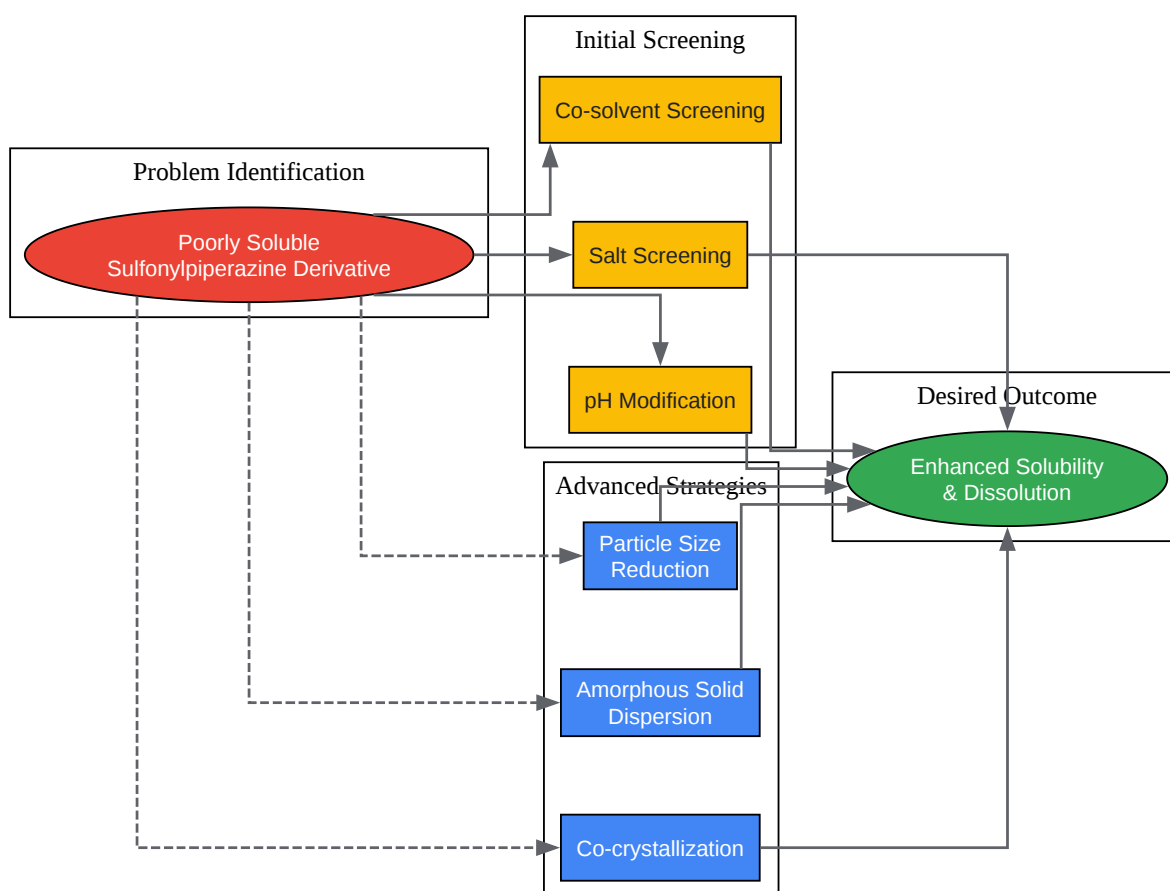 Problem Identification
Poorly Soluble
Sulfonylpiperazine Derivative
Initial Screening
Co-solvent Screening
Salt Screening
pH Modification
Advanced Strategies
Particle Size
Reduction
Amorphous Solid
Dispersion
Co-crystallization
Desired Outcome
Enhanced Solubility
& Dissolution